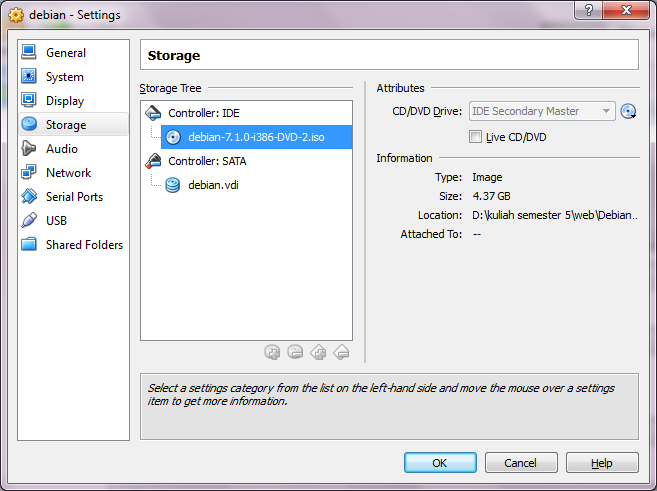 debian - Settings
General
System
Display
Storage
Audio
Network
Serial Ports
USB
Shared Folders
Storage
Storage Tree
Controller: IDE
debian-7.1.0-i386-DVD-2.iso
Controller: SATA
debian.vdi
Attributes
CD/DVD Drive: IDE Secondary Master
Live CD/DVD
Information
Type: Image
Size: 4.37 GB
Location: D:\kuliah semester 5\web\Debian..
Attached To: --
Select a settings category from the list on the left-hand side and move the mouse over a settings
item to get more information.
OK Cancel Help